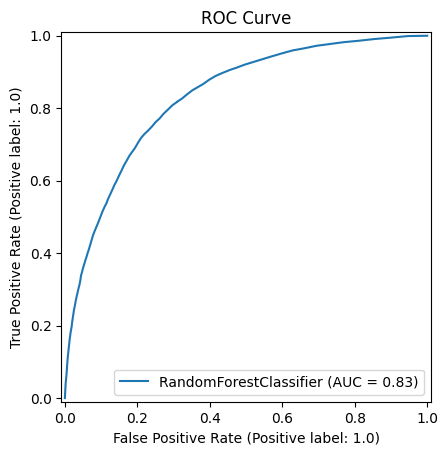 ROC Curve
1.0
0.8
0.6
0.4
0.2
0.0
True Positive Rate (Positive label: 1.0)
RandomForestClassifier (AUC = 0.83)
0.0 0.2 0.4 0.6 0.8 1.0
False Positive Rate (Positive label: 1.0)